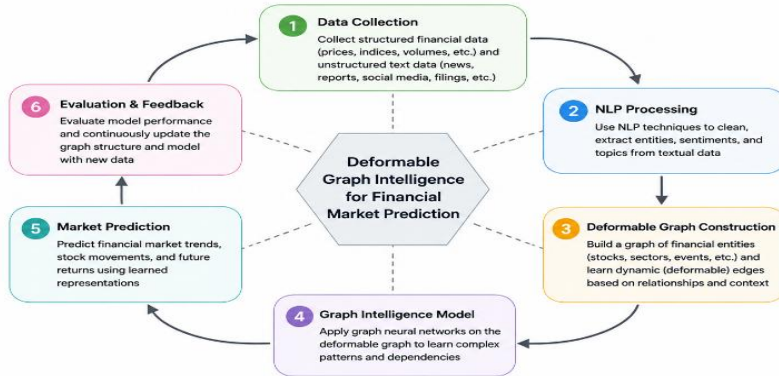 1 Data Collection
Collect structured financial data
(prices, indices, volumes, etc.) and
unstructured text data (news,
reports, social media, filings, etc.)
2 NLP Processing
Use NLP techniques to clean,
extract entities, sentiments, and
topics from textual data
3 Deformable Graph Construction
Build a graph of financial entities
(stocks, sectors, events, etc.) and
learn dynamic (deformable) edges
based on relationships and context
4 Graph Intelligence Model
Apply graph neural networks on the
deformable graph to learn complex
patterns and dependencies
5 Market Prediction
Predict financial market trends,
stock movements, and future
returns using learned
representations
6 Evaluation & Feedback
Evaluate model performance
and continuously update the
graph structure and model
with new data
Deformable
Graph Intelligence
for Financial
Market Prediction